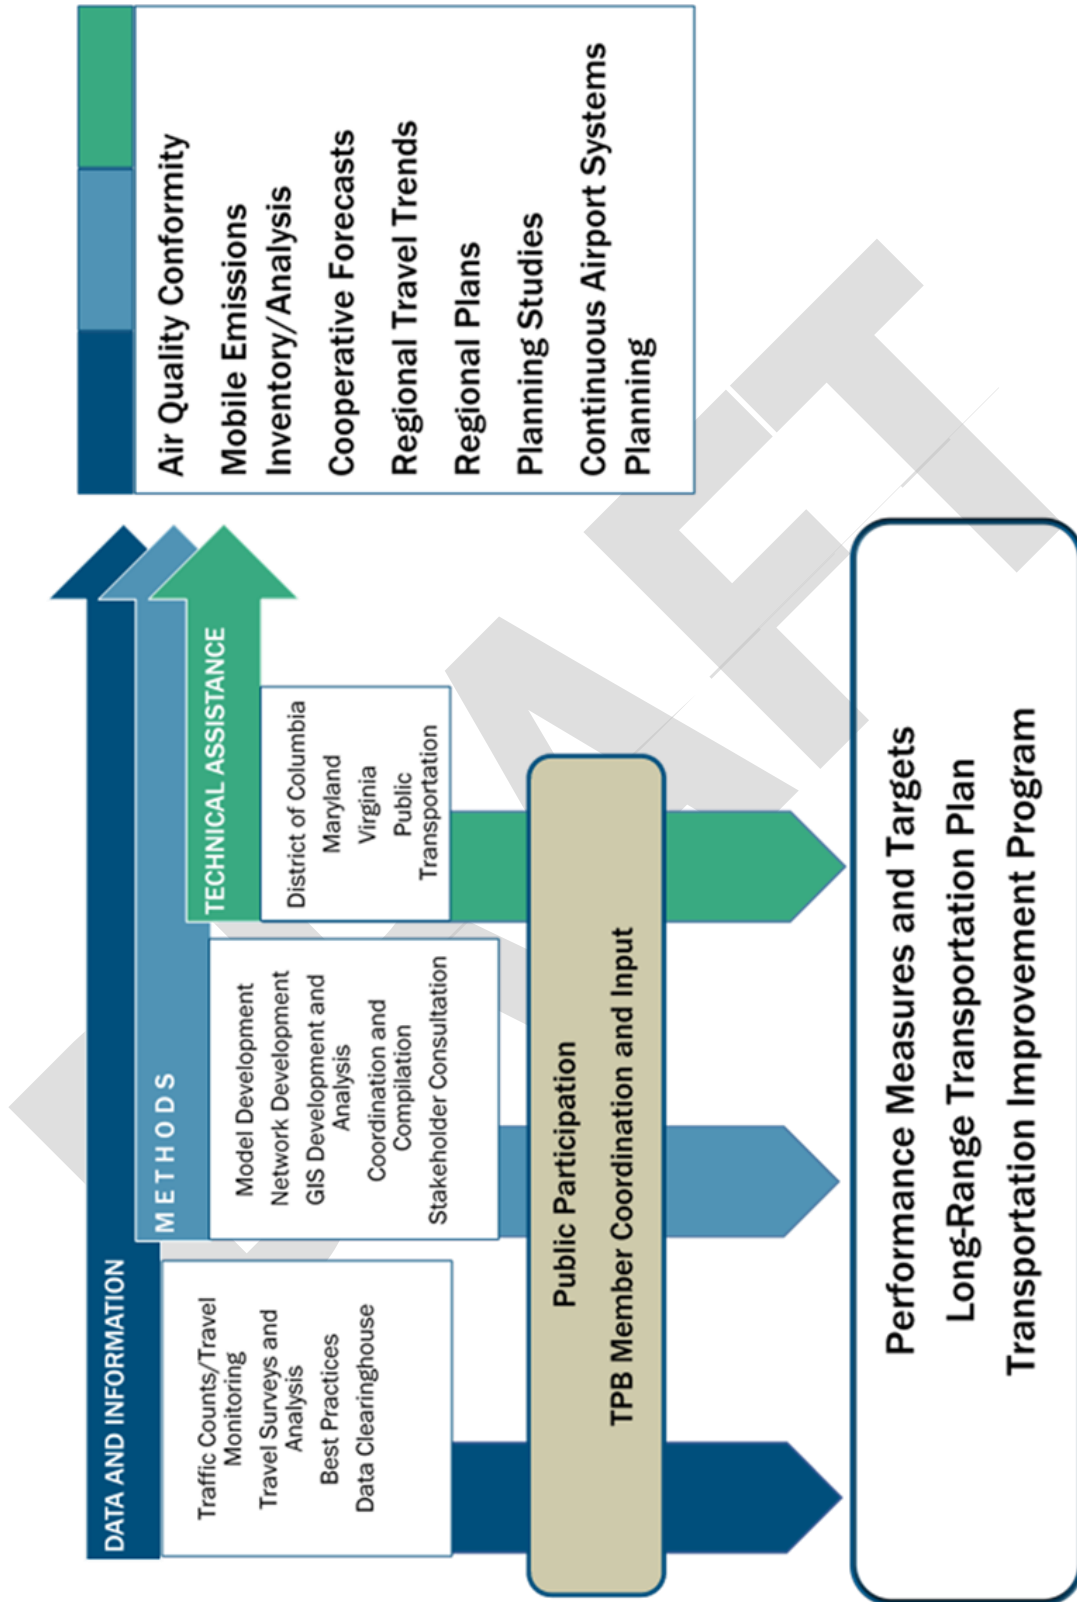 DATA AND INFORMATION
Traffic Counts/Travel
Monitoring
Travel Surveys and
Analysis
Best Practices
Data Clearinghouse
METHODS
Model Development
Network Development
GIS Development and
Analysis
Coordination and
Compilation
Stakeholder Consultation
TECHNICAL ASSISTANCE
District of Columbia
Maryland
Virginia
Public
Transportation
Air Quality Conformity
Mobile Emissions
Inventory/Analysis
Cooperative Forecasts
Regional Travel Trends
Regional Plans
Planning Studies
Continuous Airport Systems
Planning
Public Participation
TPB Member Coordination and Input
Performance Measures and Targets
Long-Range Transportation Plan
Transportation Improvement Program
DRAFT